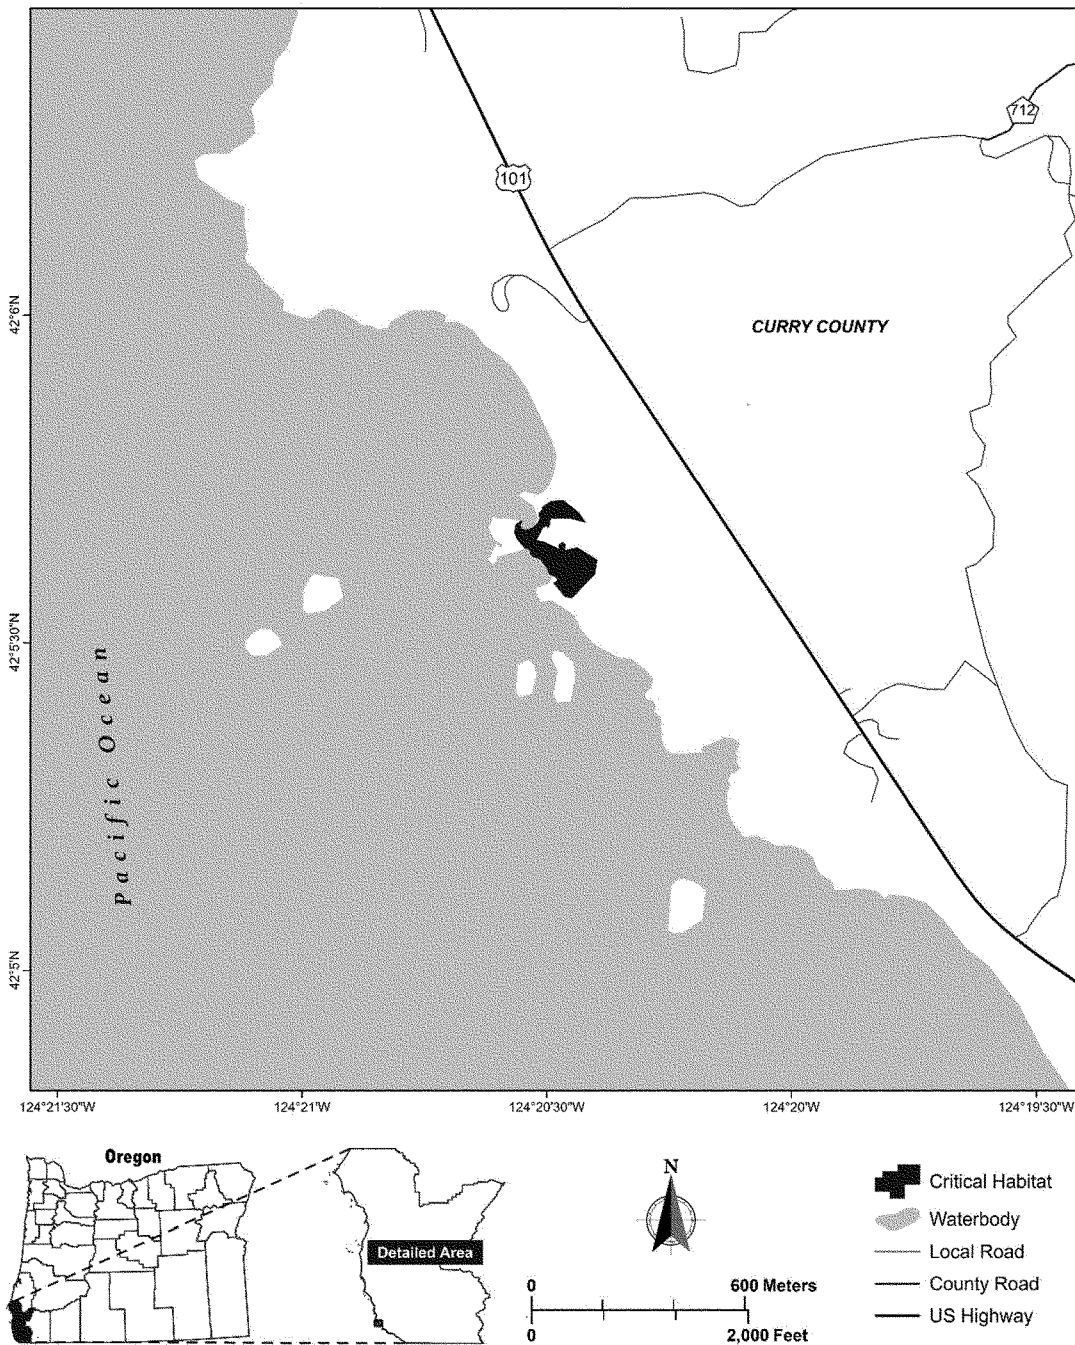 712
101
CURRY COUNTY
42°6'N
42°5'30"N
42°5'N
Pacific Ocean
124°21'30"W
124°21'W
124°20'30"W
124°20'W
124°19'30"W
Oregon
Detailed Area
N
0 600 Meters
0 2,000 Feet
Critical Habitat
Waterbody
Local Road
County Road
US Highway